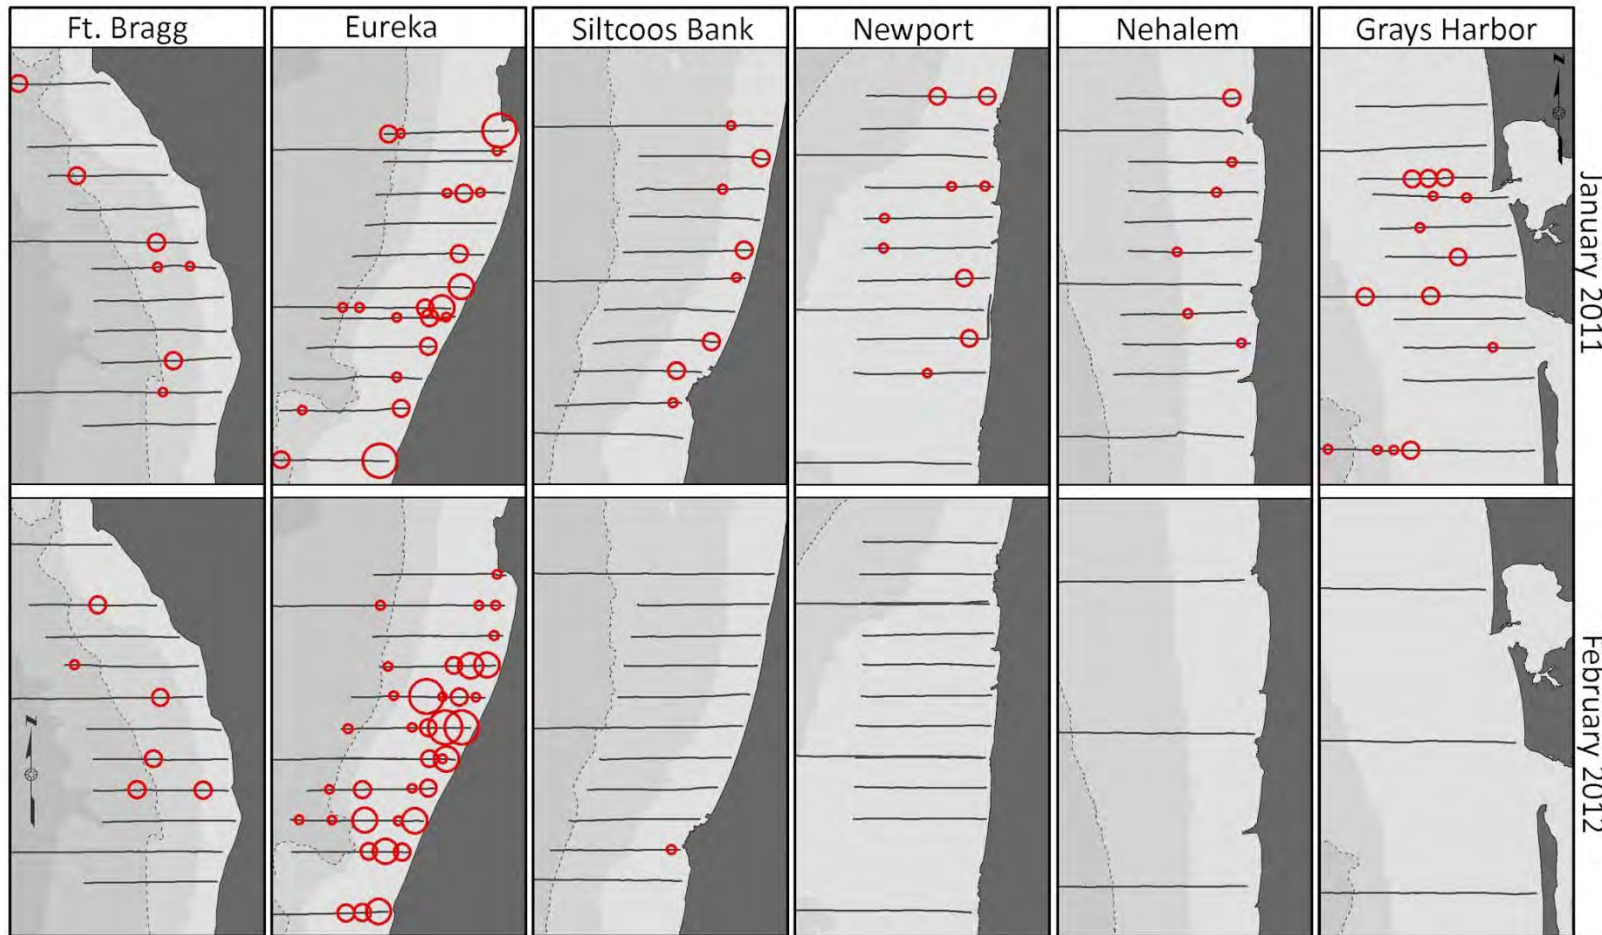 Ft. Bragg
Eureka
Siltcoos Bank
Newport
Nehalem
Grays Harbor
January 2011
February 2012